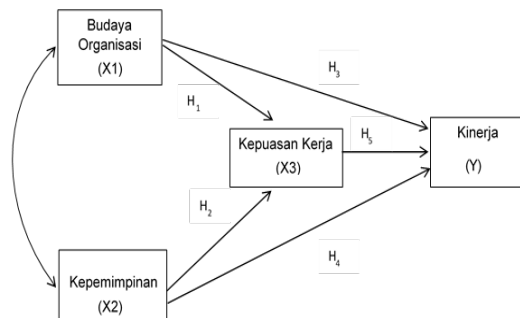 Budaya
Organisasi
(X1)
H₃
H₁
Kepuasan Kerja
(X3)
H₅
Kinerja
(Y)
H₂
H₄
Kepemimpinan
(X2)